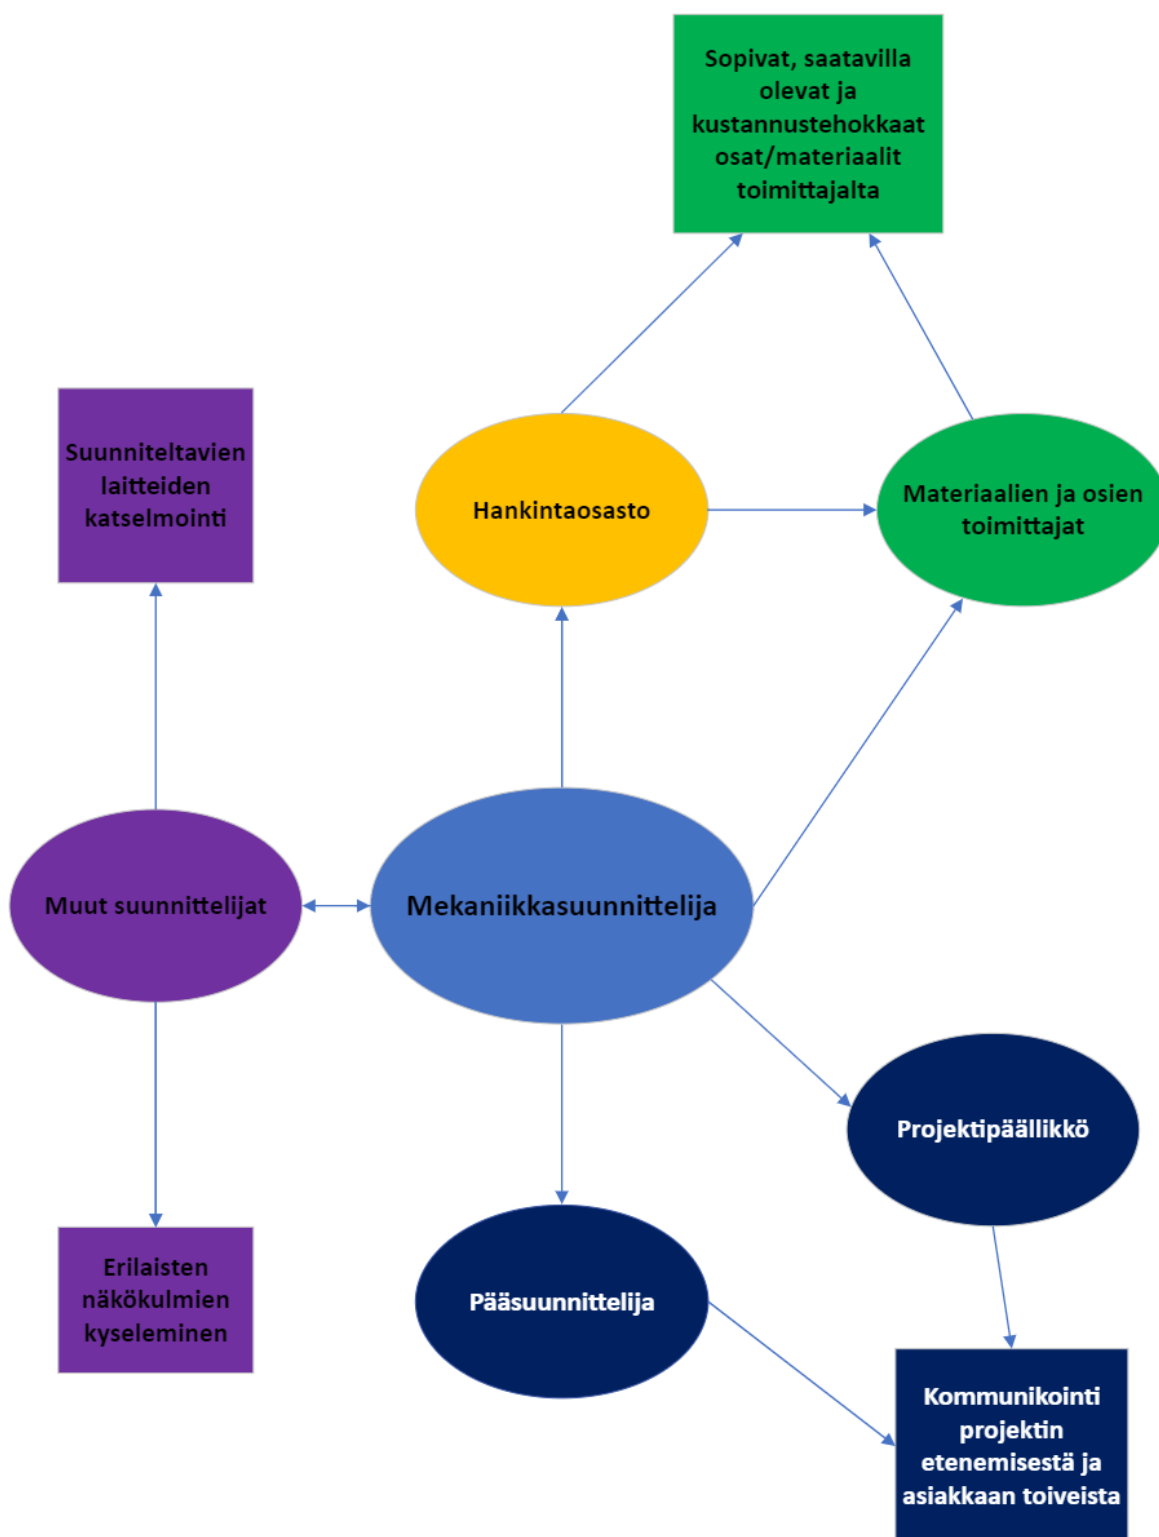 Sopivat, saatavilla
olevat ja
kustannustehokkaat
osat/materiaalit
toimittajalta
Suunniteltavien
laitteiden
katselmointi
Hankintaosasto
Materiaalien ja osien
toimittajat
Muut suunnittelijat
Mekaniikkasuunnittelija
Projektipäällikkö
Erilaisten
näkökulmien
kyseleminen
Pääsuunnittelija
Kommunikointi
projektin
etenemisestä ja
asiakkaan toiveista